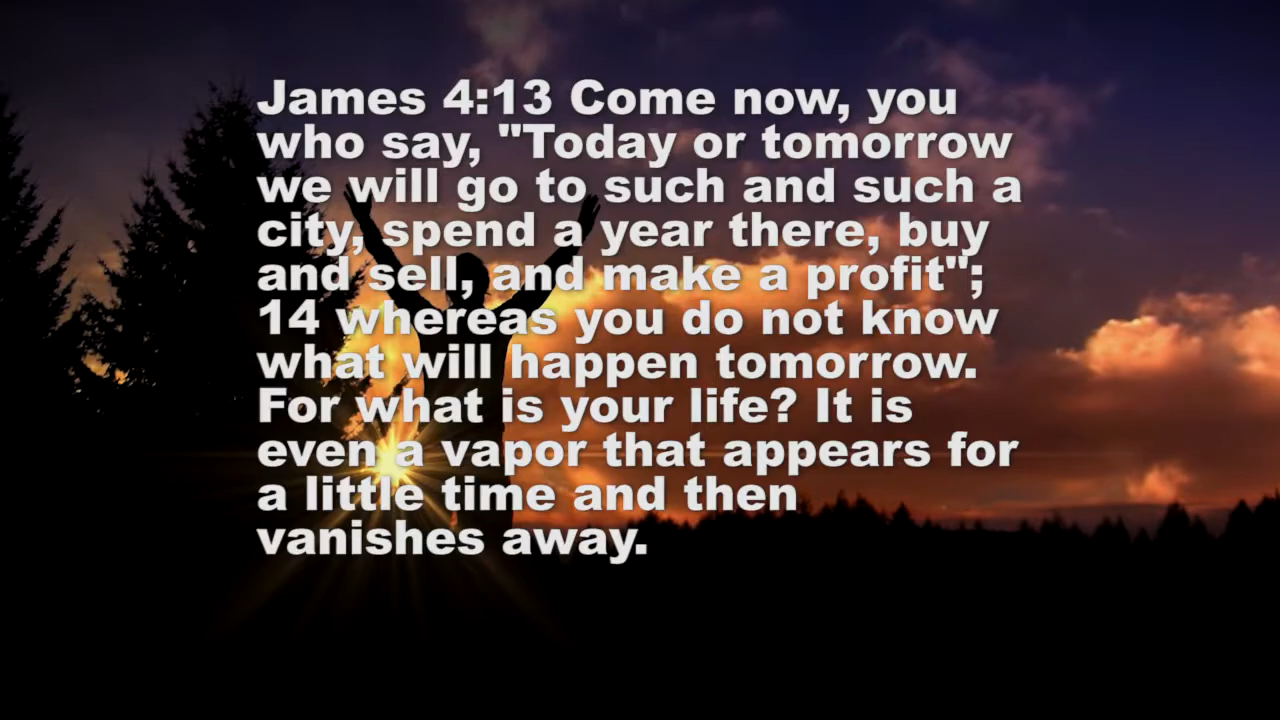 James 4:13 Come now, you
who say, "Today or tomorrow
we will go to such and such a
city, spend a year there, buy
and sell, and make a profit";
14 whereas you do not know
what will happen tomorrow.
For what is your life? It is
even a vapor that appears for
a little time and then
vanishes away.